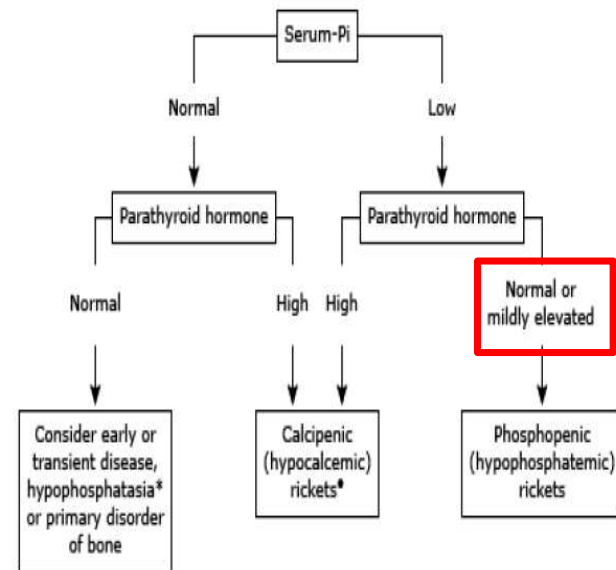 Serum-Pi
Normal
Low
Parathyroid hormone
Parathyroid hormone
Normal
High
High
Normal or
mildly elevated
Consider early or
transient disease,
hypophosphatasia*
or primary disorder
of bone
Calcipenic
(hypocalcemic)
rickets•
Phosphopenic
(hypophosphatemic)
rickets